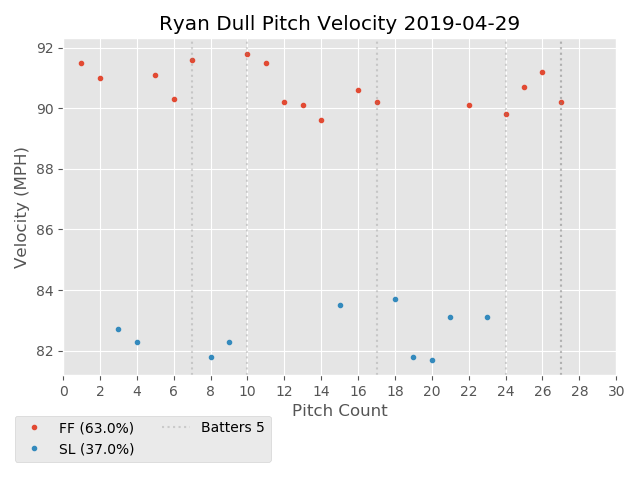 Ryan Dull Pitch Velocity 2019-04-29
92
90
88
86
84
82
Velocity (MPH)
0 2 4 6 8 10 12 14 16 18 20 22 24 26 28 30
Pitch Count
FF (63.0%) Batters 5
SL (37.0%)